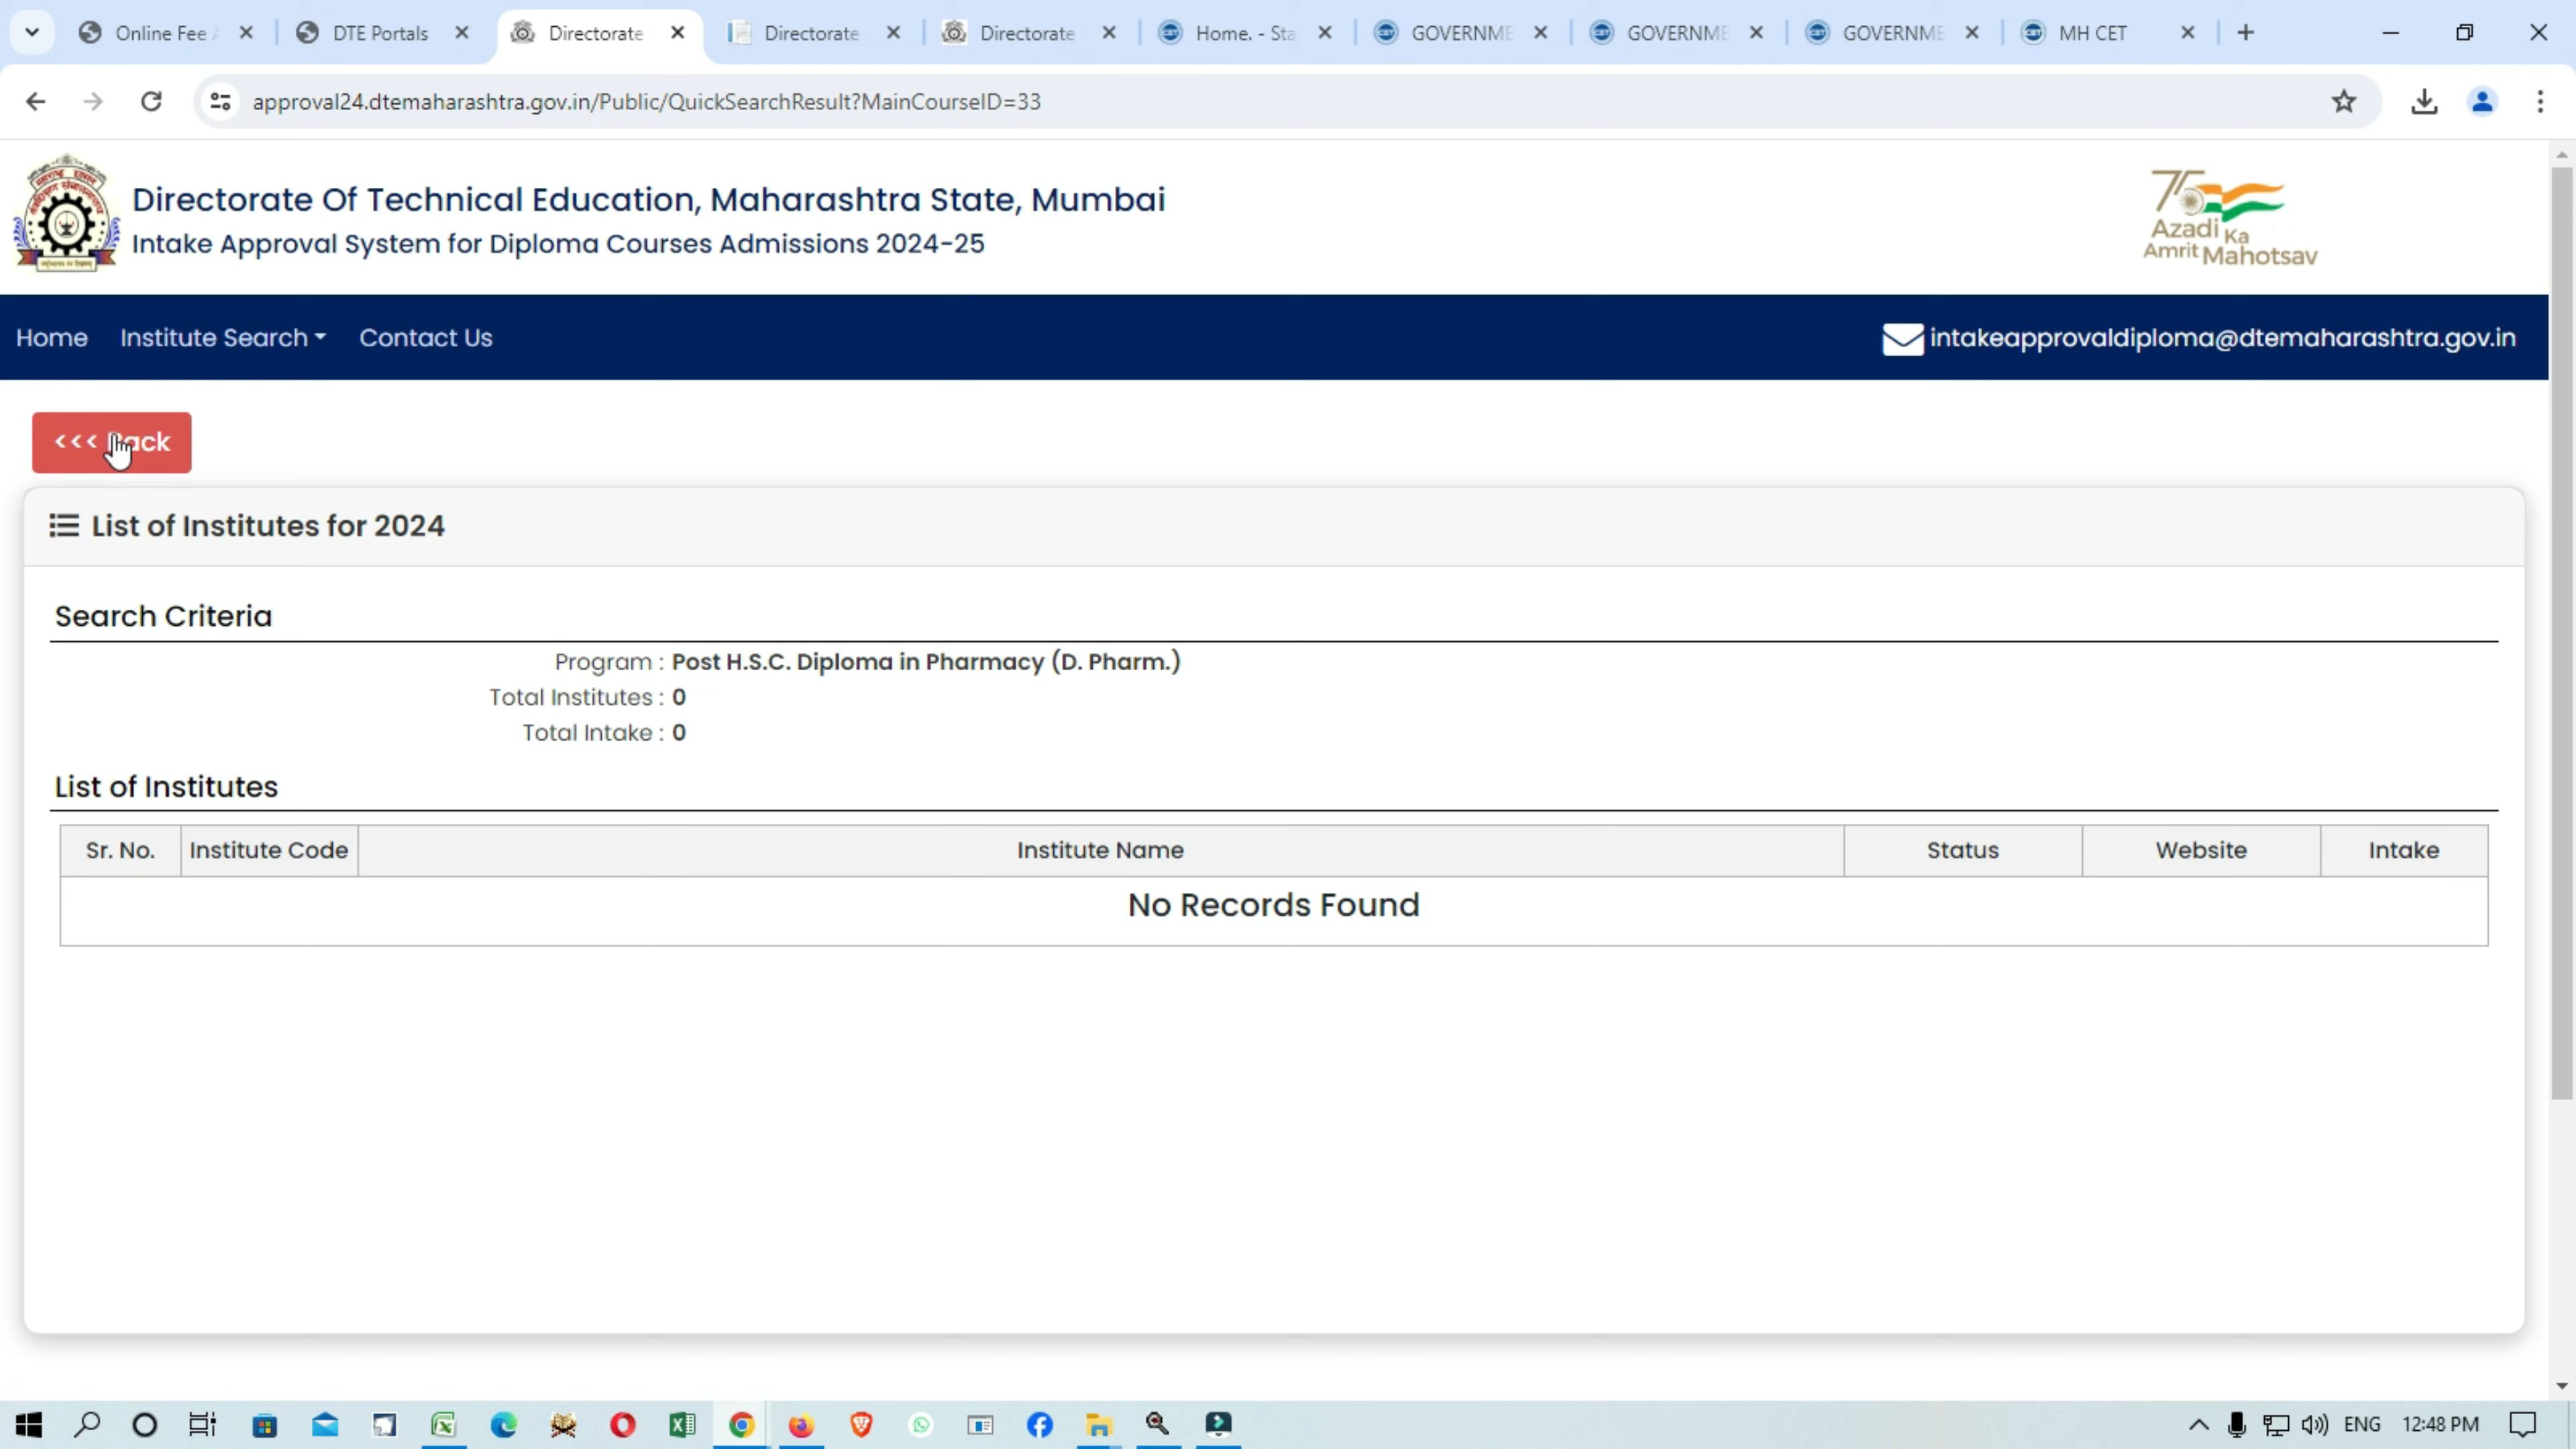 Online Fee A
DTE Portals
Directorate
Directorate
Directorate
Home. - Sta
GOVERNME
GOVERNME
GOVERNME
MH CET
approval24.dtemaharashtra.gov.in/Public/QuickSearchResult?MainCourseID=33
Directorate Of Technical Education, Maharashtra State, Mumbai
Intake Approval System for Diploma Courses Admissions 2024-25
75
Azadi Ka
Amrit Mahotsav
Home
Institute Search
Contact Us
intakeapprovaldiploma@dtemaharashtra.gov.in
<<< Back
List of Institutes for 2024
Search Criteria
Program : Post H.S.C. Diploma in Pharmacy (D. Pharm.)
Total Institutes : 0
Total Intake : 0
List of Institutes
Sr. No. Institute Code Institute Name Status Website Intake
No Records Found
ENG 12:48 PM